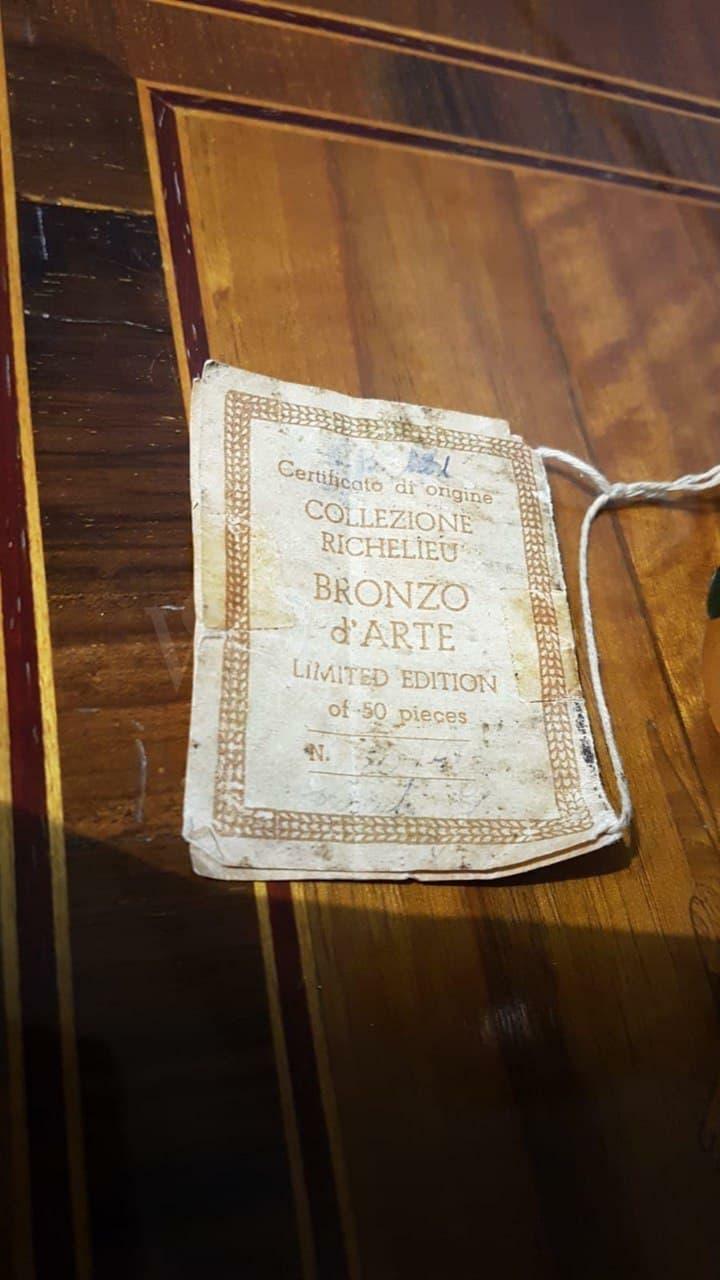 Certificato di origine
COLLEZIONE
RICHELIEU
BRONZO
d'ARTE
LIMITED EDITION
of 50 pieces
N.